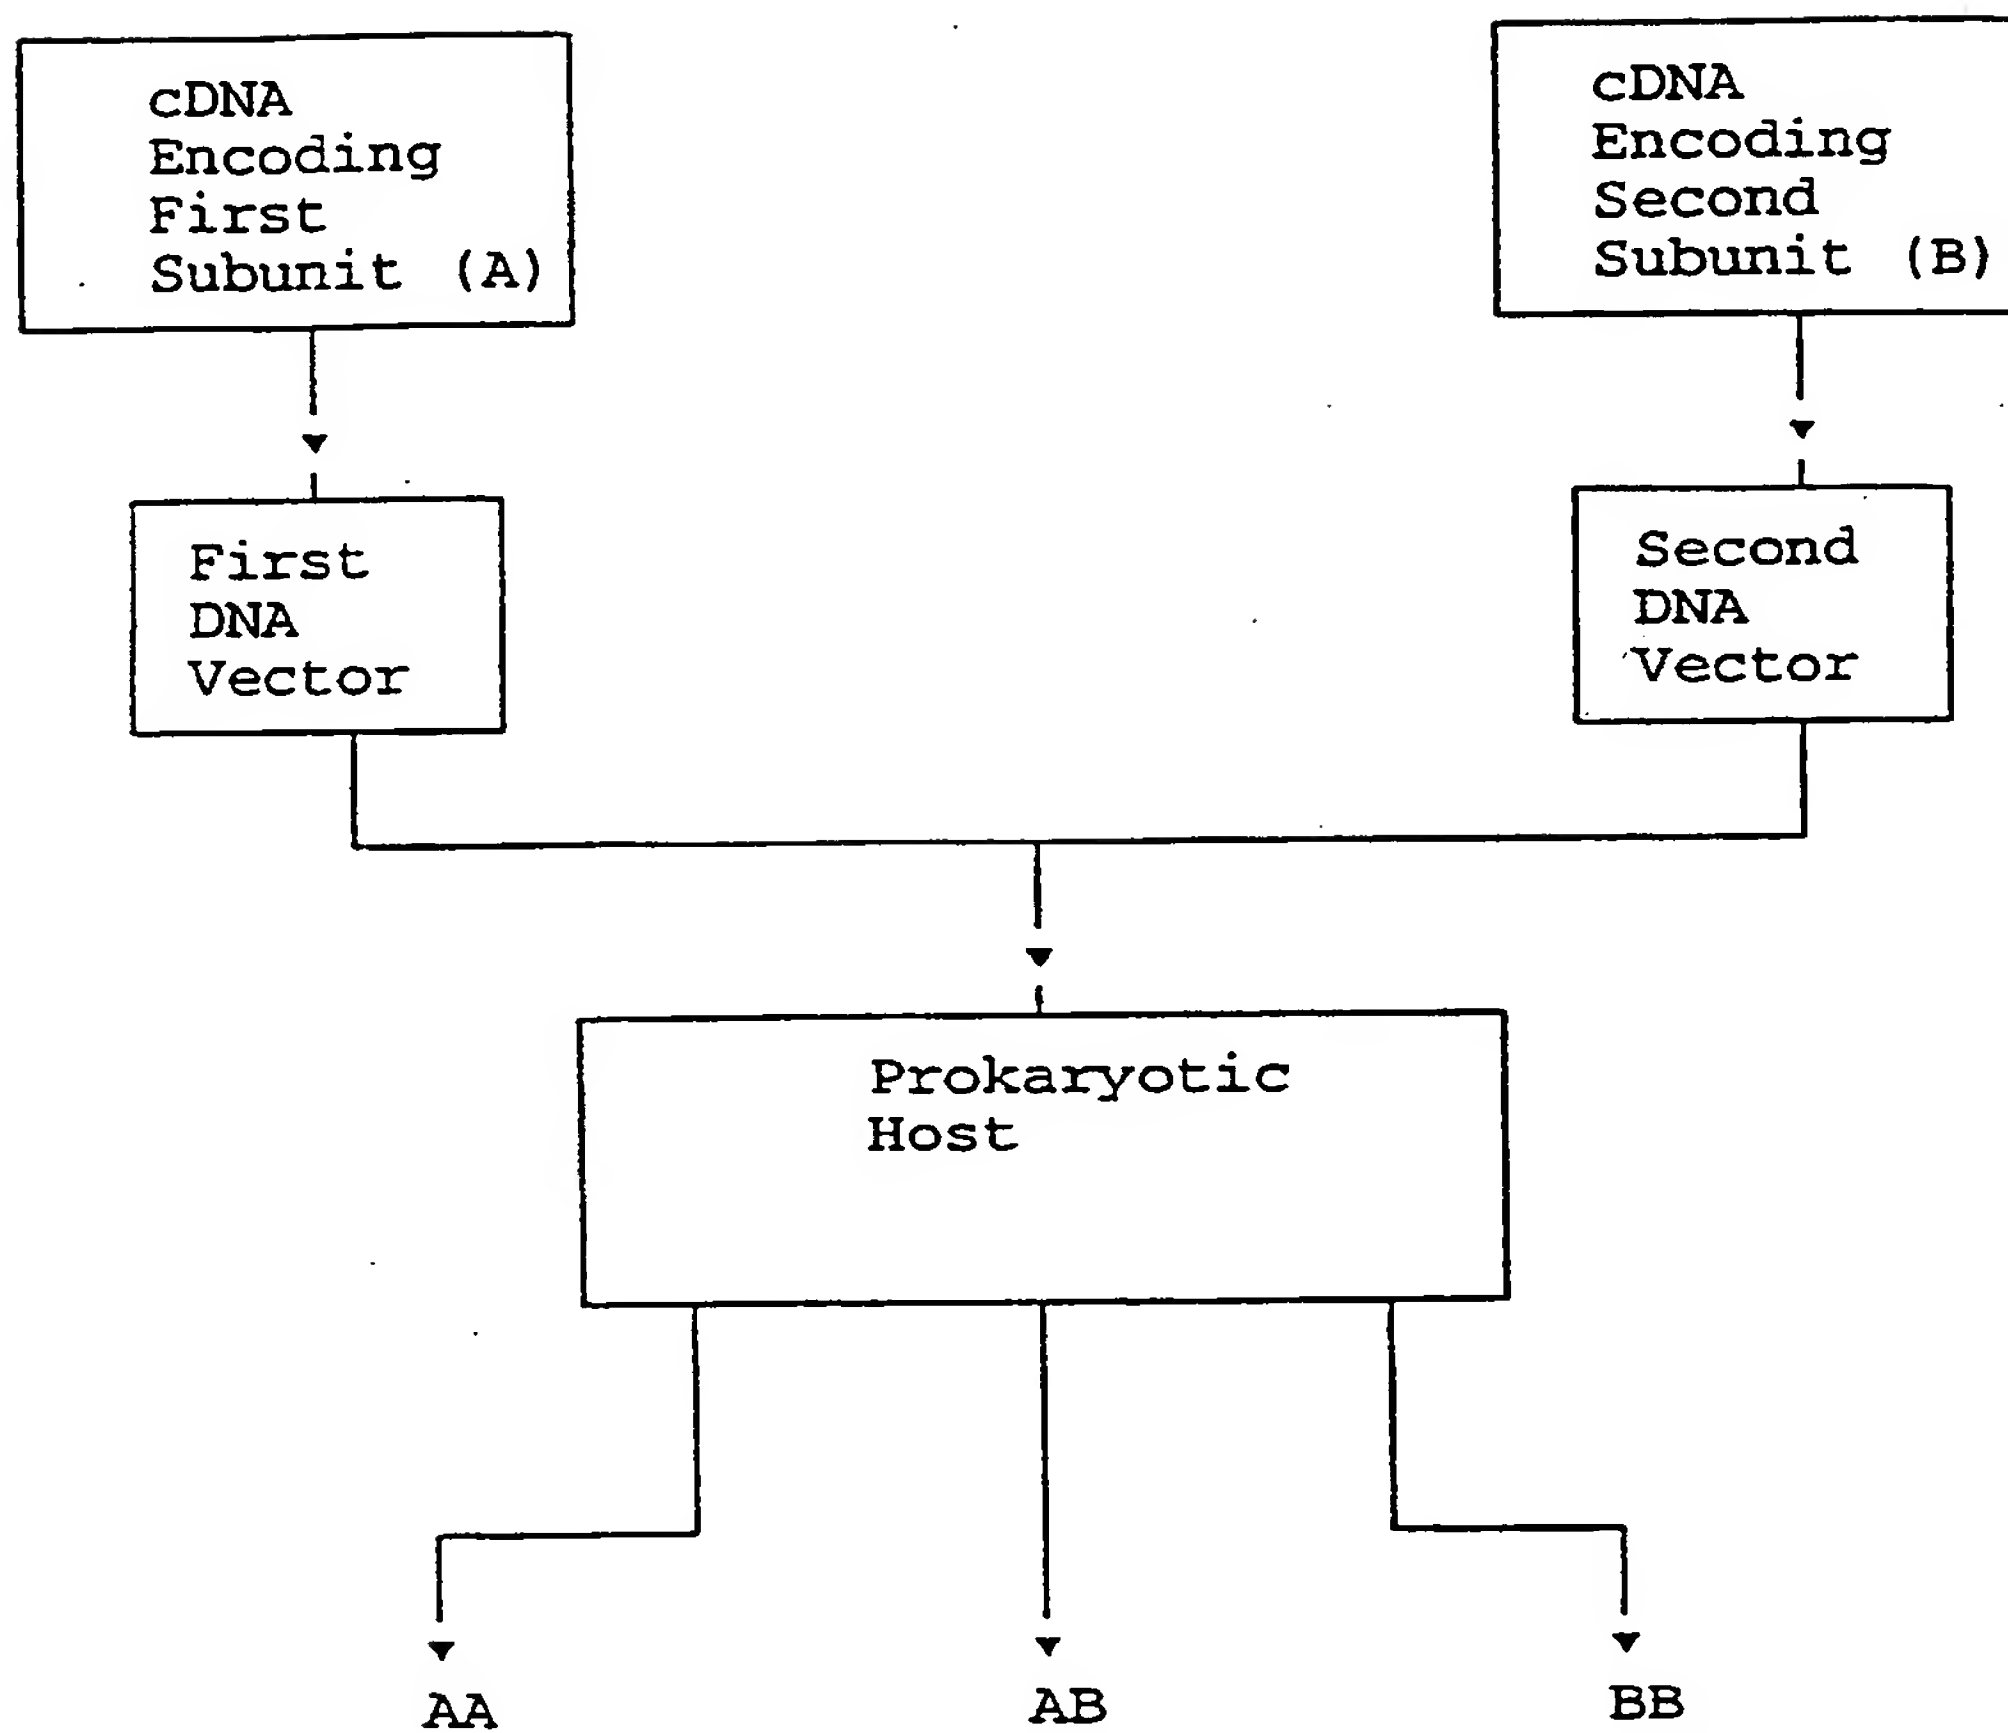 cDNA
Encoding
First
Subunit (A)
cDNA
Encoding
Second
Subunit (B)
First
DNA
Vector
Second
DNA
Vector
Prokaryotic
Host
AA
AB
BB